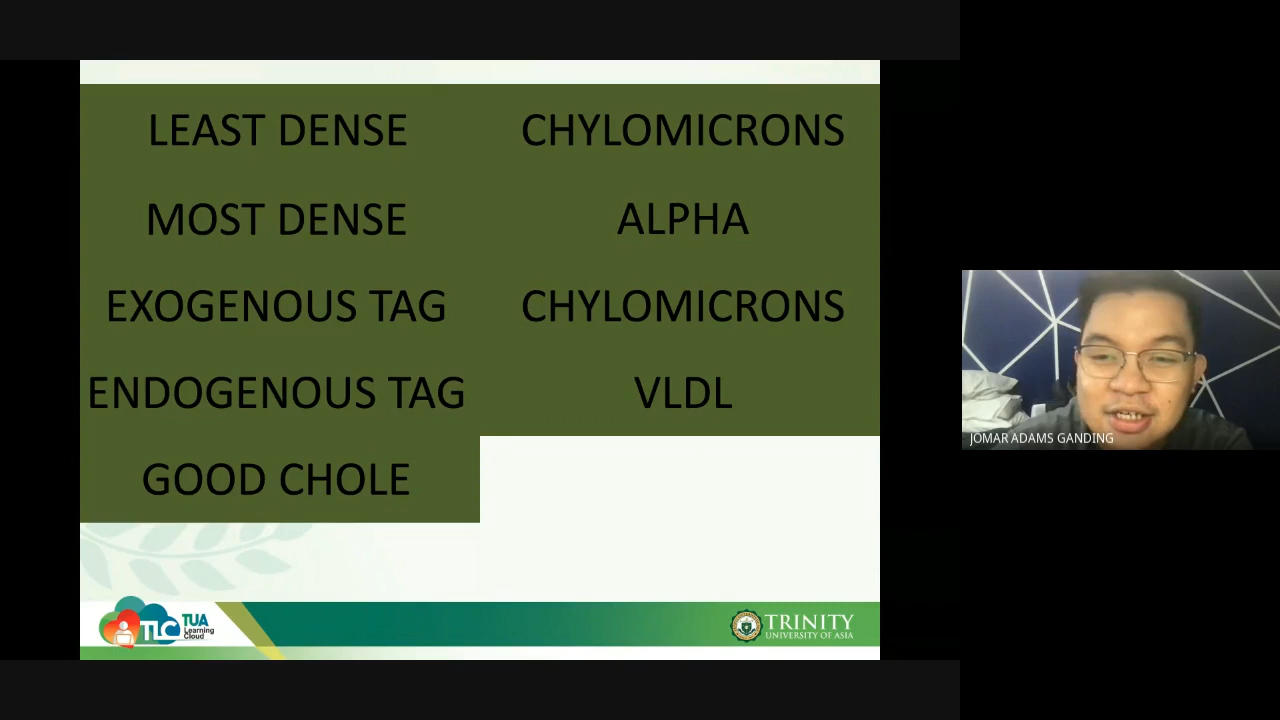 LEAST DENSE CHYLOMICRONS
MOST DENSE ALPHA
EXOGENOUS TAG CHYLOMICRONS
ENDOGENOUS TAG VLDL
GOOD CHOLE
JOMAR ADAMS GANDING
TLC TUA
Learning
Cloud
TRINITY
UNIVERSITY OF ASIA